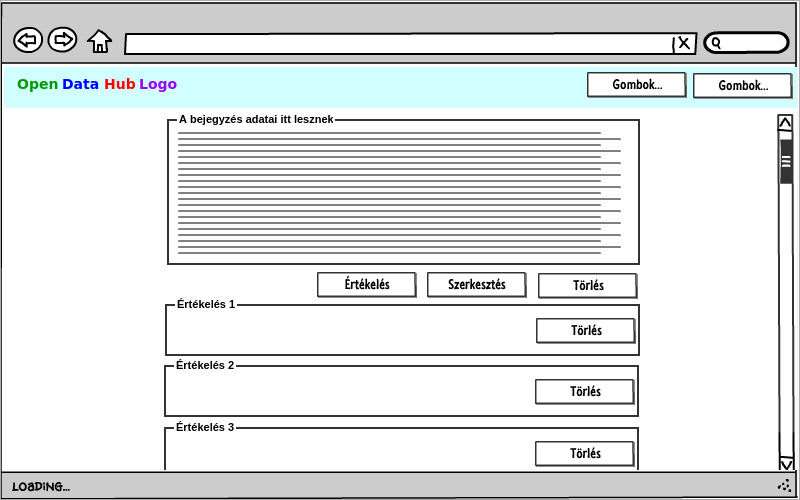 Open Data Hub Logo
Gombok...
Gombok...
A bejegyzés adatai itt lesznek
Értékelés
Szerkesztés
Törlés
Értékelés 1
Törlés
Értékelés 2
Törlés
Értékelés 3
Törlés
LOADING...